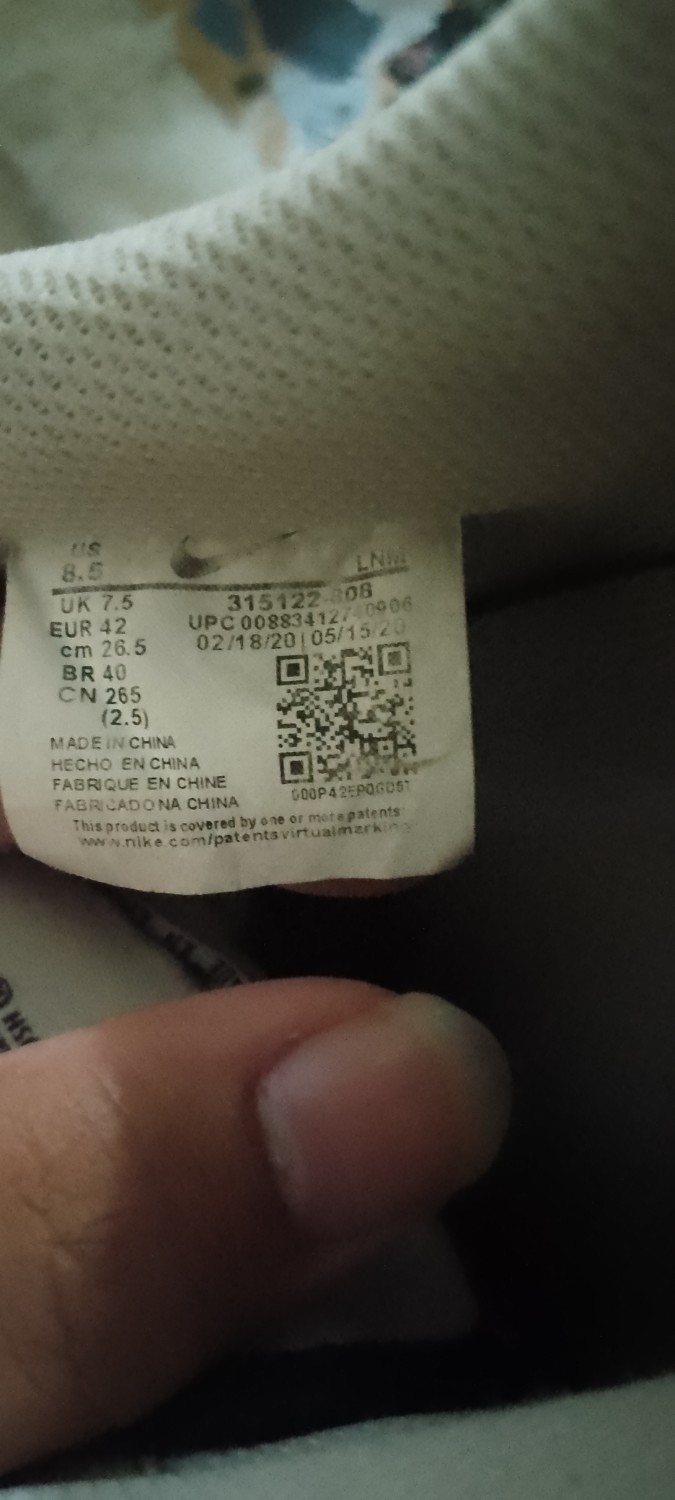 US
8.5
LNM
UK 7.5
EUR 42
cm 26.5
BR 40
CN 265
(2.5)
315122
UPC
02/18/20 | 05/15/20
MADE IN CHINA
HECHO EN CHINA
FABRIQUE EN CHINE
FABRICADO NA CHINA
This product is covered by one or more patents